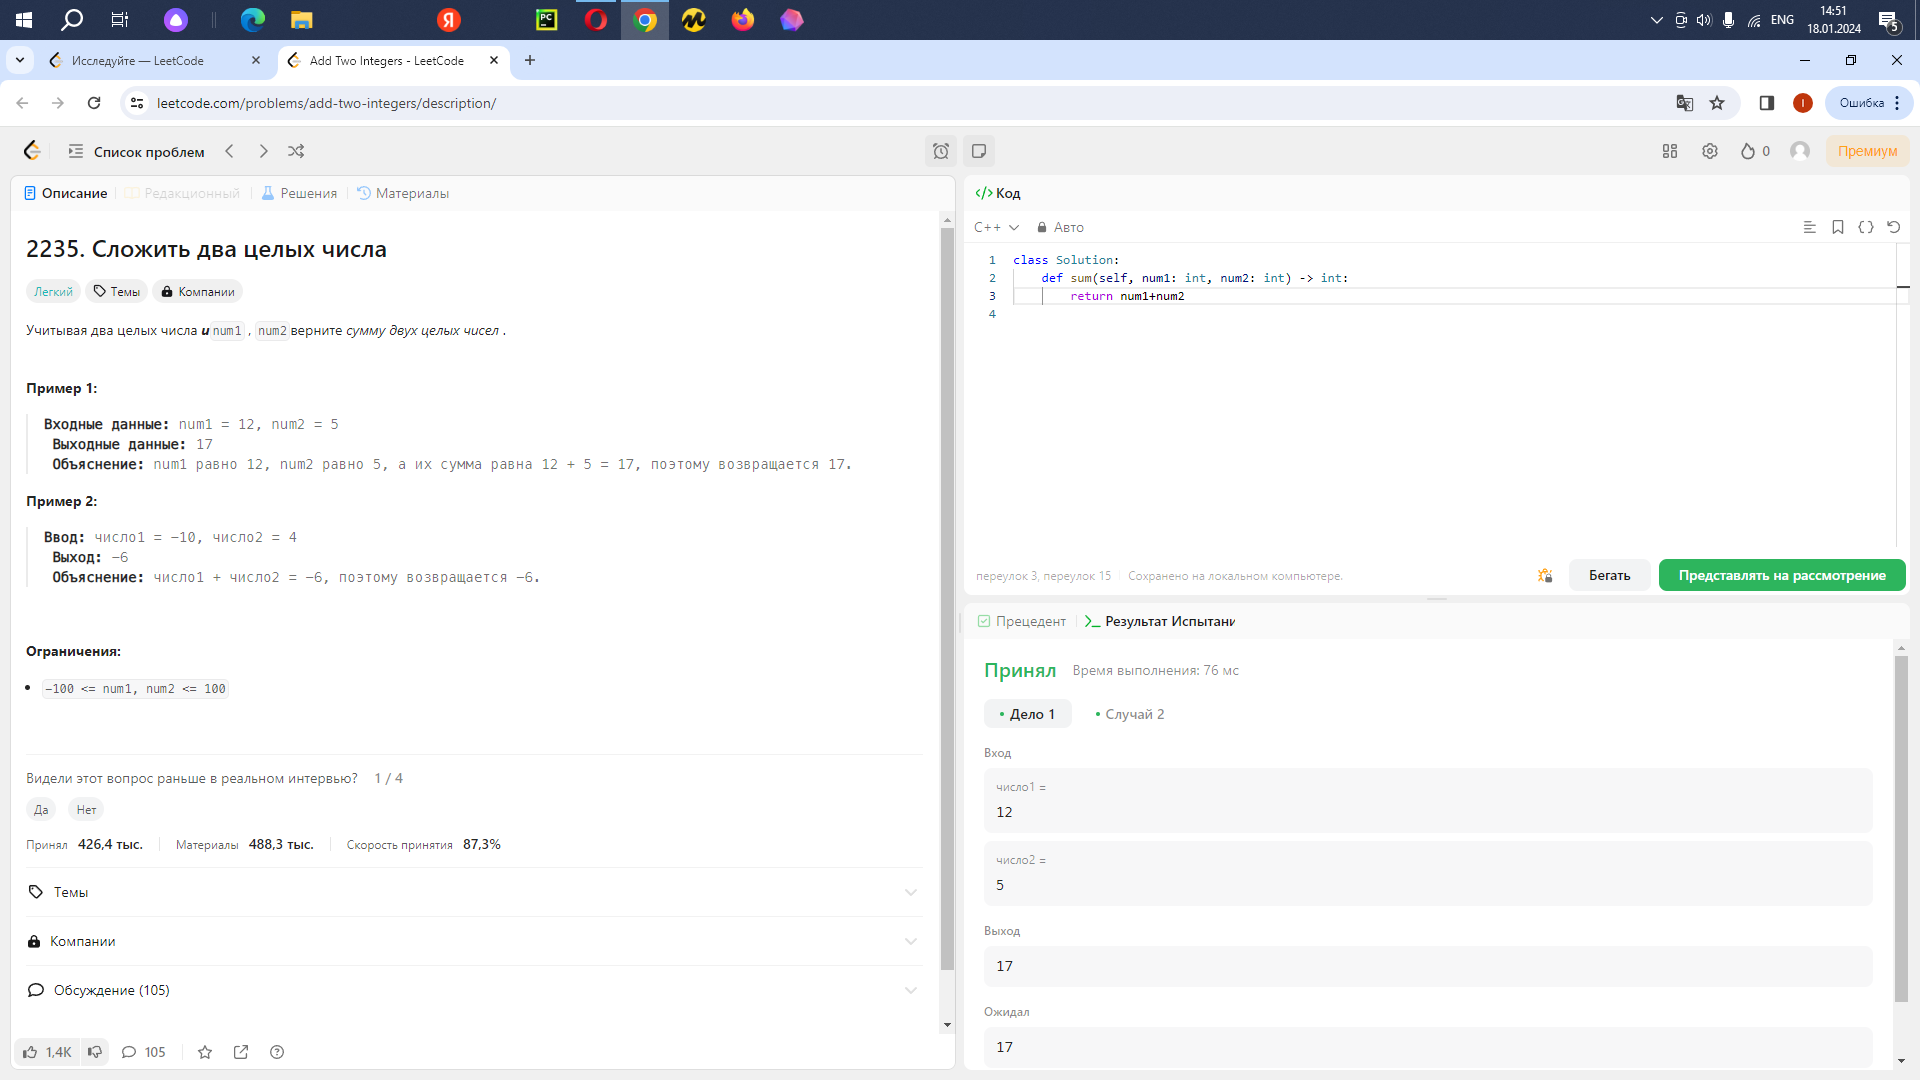 ENG
14:51
18.01.2024
5
Исследуйте — LeetCode
Add Two Integers - LeetCode
leetcode.com/problems/add-two-integers/description/
Ошибка
Список проблем
0
Премиум
Описание
Редакционный
Решения
Материалы
2235. Сложить два целых числа
Легкий
Темы
Компании
Учитывая два целых числа и num1 , num2 верните сумму двух целых чисел .
Пример 1:
Входные данные: num1 = 12, num2 = 5
Выходные данные: 17
Объяснение: num1 равно 12, num2 равно 5, а их сумма равна 12 + 5 = 17, поэтому возвращается 17.
Пример 2:
Ввод: число1 = -10, число2 = 4
Выход: -6
Объяснение: число1 + число2 = -6, поэтому возвращается -6.
Ограничения:
-100 <= num1, num2 <= 100
Видели этот вопрос раньше в реальном интервью? 1 / 4
Да
Нет
Принял 426,4 тыс.
Материалы 488,3 тыс.
Скорость принятия 87,3%
Темы
Компании
Обсуждение (105)
1,4K
105
</> Код
C++
Авто
1 class Solution:
2 def sum(self, num1: int, num2: int) -> int:
3 return num1+num2
4
переулок 3, переулок 15
Сохранено на локальном компьютере.
Бегать
Представлять на рассмотрение
Прецедент
Результат Испытани
Принял
Время выполнения: 76 мс
Дело 1
Случай 2
Вход
число1 =
12
число2 =
5
Выход
17
Ожидал
17